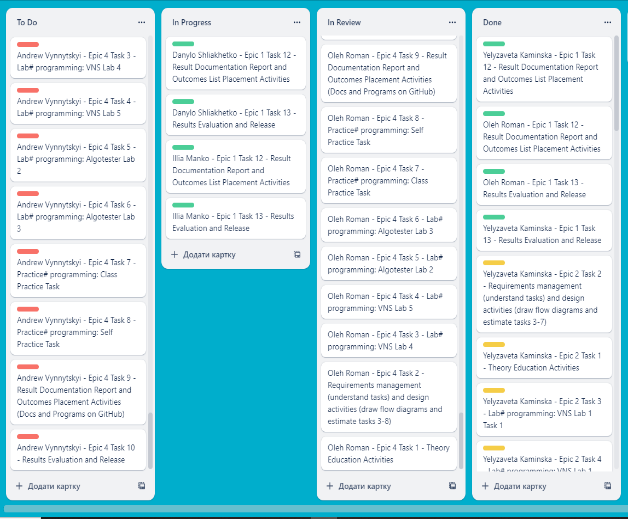 To Do
Andrew Vynnytskyi - Epic 4 Task 3 -
Lab# programming: VNS Lab 4
Andrew Vynnytskyi - Epic 4 Task 4 -
Lab# programming: VNS Lab 5
Andrew Vynnytskyi - Epic 4 Task 5 -
Lab# programming: Algotester Lab
2
Andrew Vynnytskyi - Epic 4 Task 6 -
Lab# programming: Algotester Lab
3
Andrew Vynnytskyi - Epic 4 Task 7 -
Practice# programming: Class
Practice Task
Andrew Vynnytskyi - Epic 4 Task 8 -
Practice# programming: Self
Practice Task
Andrew Vynnytskyi - Epic 4 Task 9 -
Result Documentation Report and
Outcomes Placement Activities
(Docs and Programs on GitHub)
Andrew Vynnytskyi - Epic 4 Task 10
- Results Evaluation and Release
+ Додати картку
In Progress
Danylo Shliakhetko - Epic 1 Task 12 -
Result Documentation Report and
Outcomes List Placement Activities
Danylo Shliakhetko - Epic 1 Task 13 -
Results Evaluation and Release
Illia Manko - Epic 1 Task 12 - Result
Documentation Report and
Outcomes List Placement Activities
Illia Manko - Epic 1 Task 13 - Results
Evaluation and Release
+ Додати картку
In Review
Oleh Roman - Epic 4 Task 9 - Result
Documentation Report and
Outcomes Placement Activities
(Docs and Programs on GitHub)
Oleh Roman - Epic 4 Task 8 -
Practice# programming: Self
Practice Task
Oleh Roman - Epic 4 Task 7 -
Practice# programming: Class
Practice Task
Oleh Roman - Epic 4 Task 6 - Lab#
programming: Algotester Lab 3
Oleh Roman - Epic 4 Task 5 - Lab#
programming: Algotester Lab 2
Oleh Roman - Epic 4 Task 4 - Lab#
programming: VNS Lab 5
Oleh Roman - Epic 4 Task 3 - Lab#
programming: VNS Lab 4
Oleh Roman - Epic 4 Task 2 -
Requirements management
(understand tasks) and design
activities (draw flow diagrams and
estimate tasks 3-8)
Oleh Roman - Epic 4 Task 1 - Theory
Education Activities
+ Додати картку
Done
Yelyzaveta Kaminska - Epic 1 Task
12 - Result Documentation Report
and Outcomes List Placement
Activities
Oleh Roman - Epic 1 Task 12 -
Result Documentation Report and
Outcomes List Placement Activities
Oleh Roman - Epic 1 Task 13 -
Results Evaluation and Release
Yelyzaveta Kaminska - Epic 1 Task
13 - Results Evaluation and Release
Yelyzaveta Kaminska - Epic 2 Task 2
- Requirements management
(understand tasks) and design
activities (draw flow diagrams and
estimate tasks 3-7)
Yelyzaveta Kaminska - Epic 2 Task 1
- Theory Education Activities
Yelyzaveta Kaminska - Epic 2 Task 3
- Lab# programming: VNS Lab 1
Task 1
Yelyzaveta Kaminska - Epic 2 Task 4
- Lab# programming: VNS Lab 1
+ Додати картку